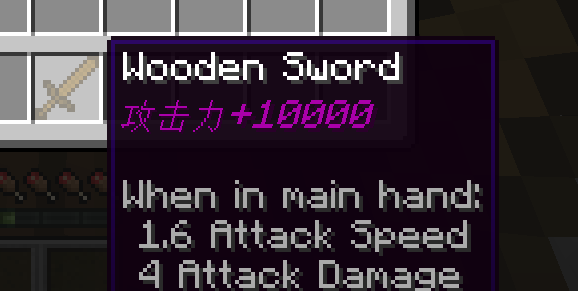 Wooden Sword
攻击力+10000
When in main hand:
1.6 Attack Speed
4 Attack Damage